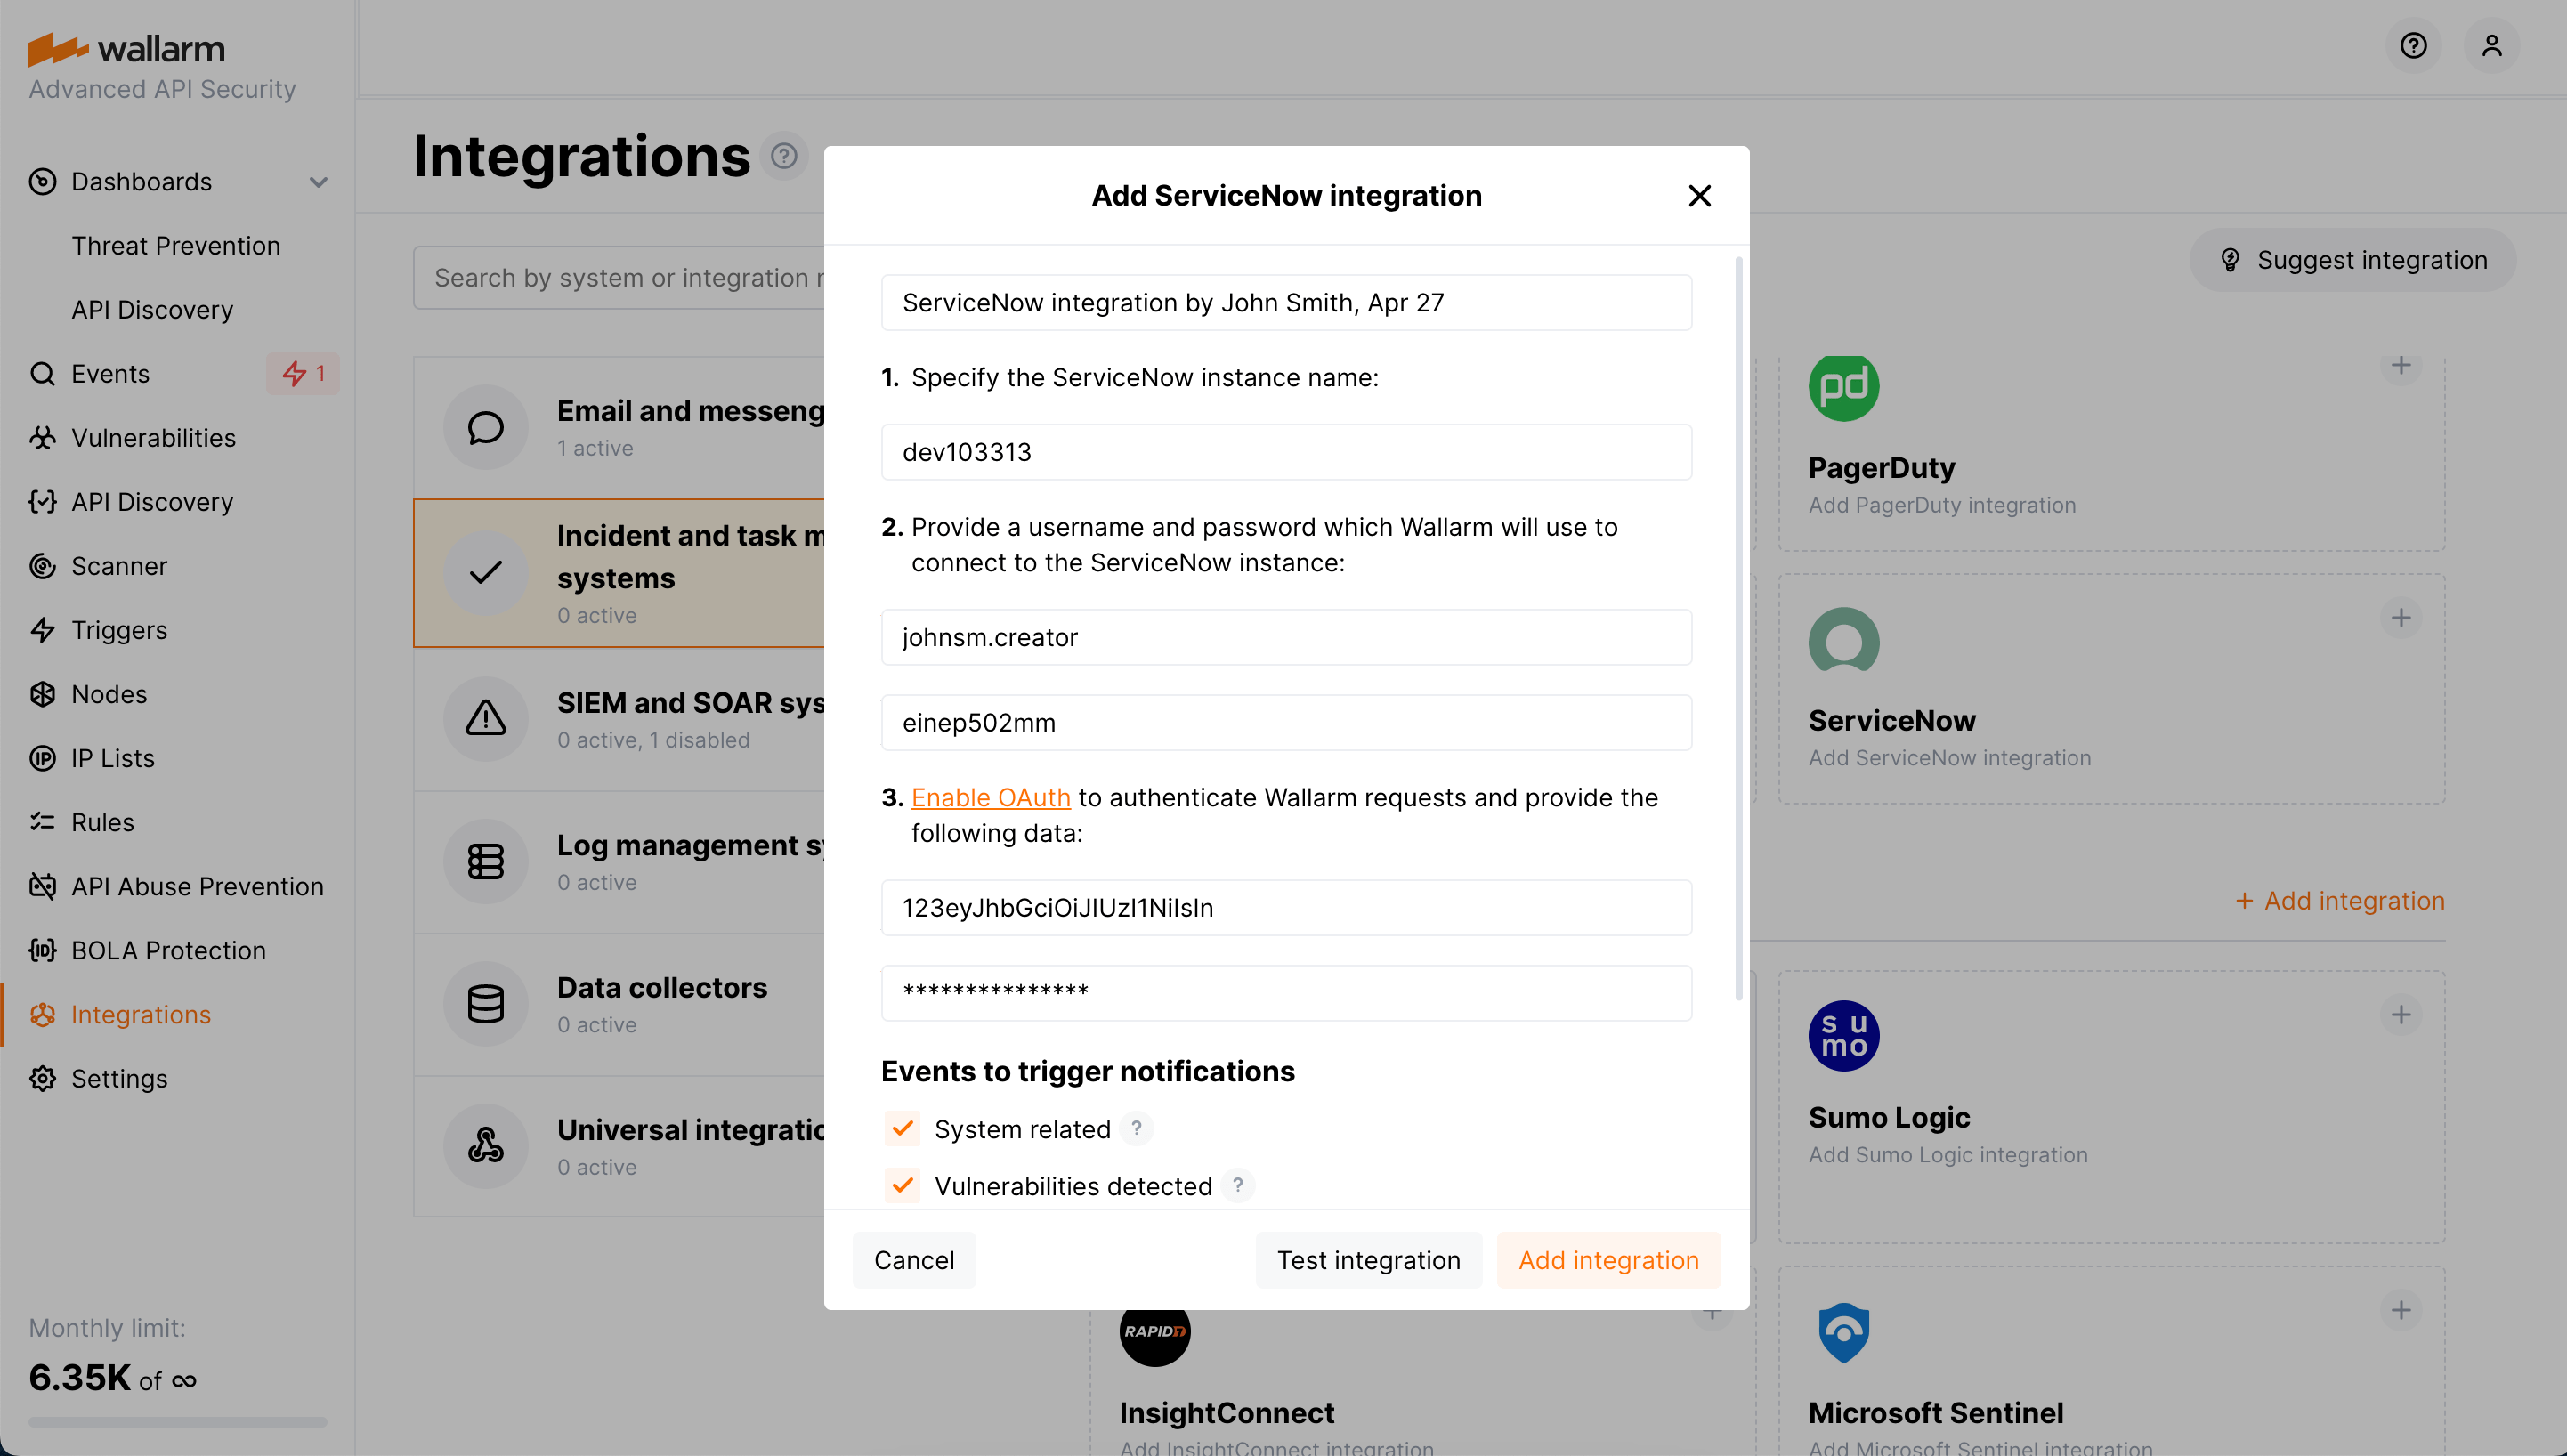 wallarm
Advanced API Security
Dashboards
Threat Prevention
API Discovery
Events
1
Vulnerabilities
API Discovery
Scanner
Triggers
Nodes
IP Lists
Rules
API Abuse Prevention
BOLA Protection
Integrations
Settings
Monthly limit:
6.35K of ∞
Integrations
Search by system or integration
Suggest integration
Email and messeng
1 active
Incident and task m
systems
0 active
SIEM and SOAR sys
0 active, 1 disabled
Log management sy
0 active
Data collectors
0 active
Universal integratio
0 active
Add ServiceNow integration
ServiceNow integration by John Smith, Apr 27
1. Specify the ServiceNow instance name:
dev103313
2. Provide a username and password which Wallarm will use to
connect to the ServiceNow instance:
johnsm.creator
einep502mm
3. Enable OAuth to authenticate Wallarm requests and provide the
following data:
123eyJhbGciOiJIUzI1NiIsIn
***************
Events to trigger notifications
System related ?
Vulnerabilities detected ?
Cancel
Test integration
Add integration
pd
PagerDuty
Add PagerDuty integration
ServiceNow
Add ServiceNow integration
+ Add integration
su
mo
Sumo Logic
Add Sumo Logic integration
RAPID7
InsightConnect
Add InsightConnect integration
Microsoft Sentinel
Add Microsoft Sentinel integration